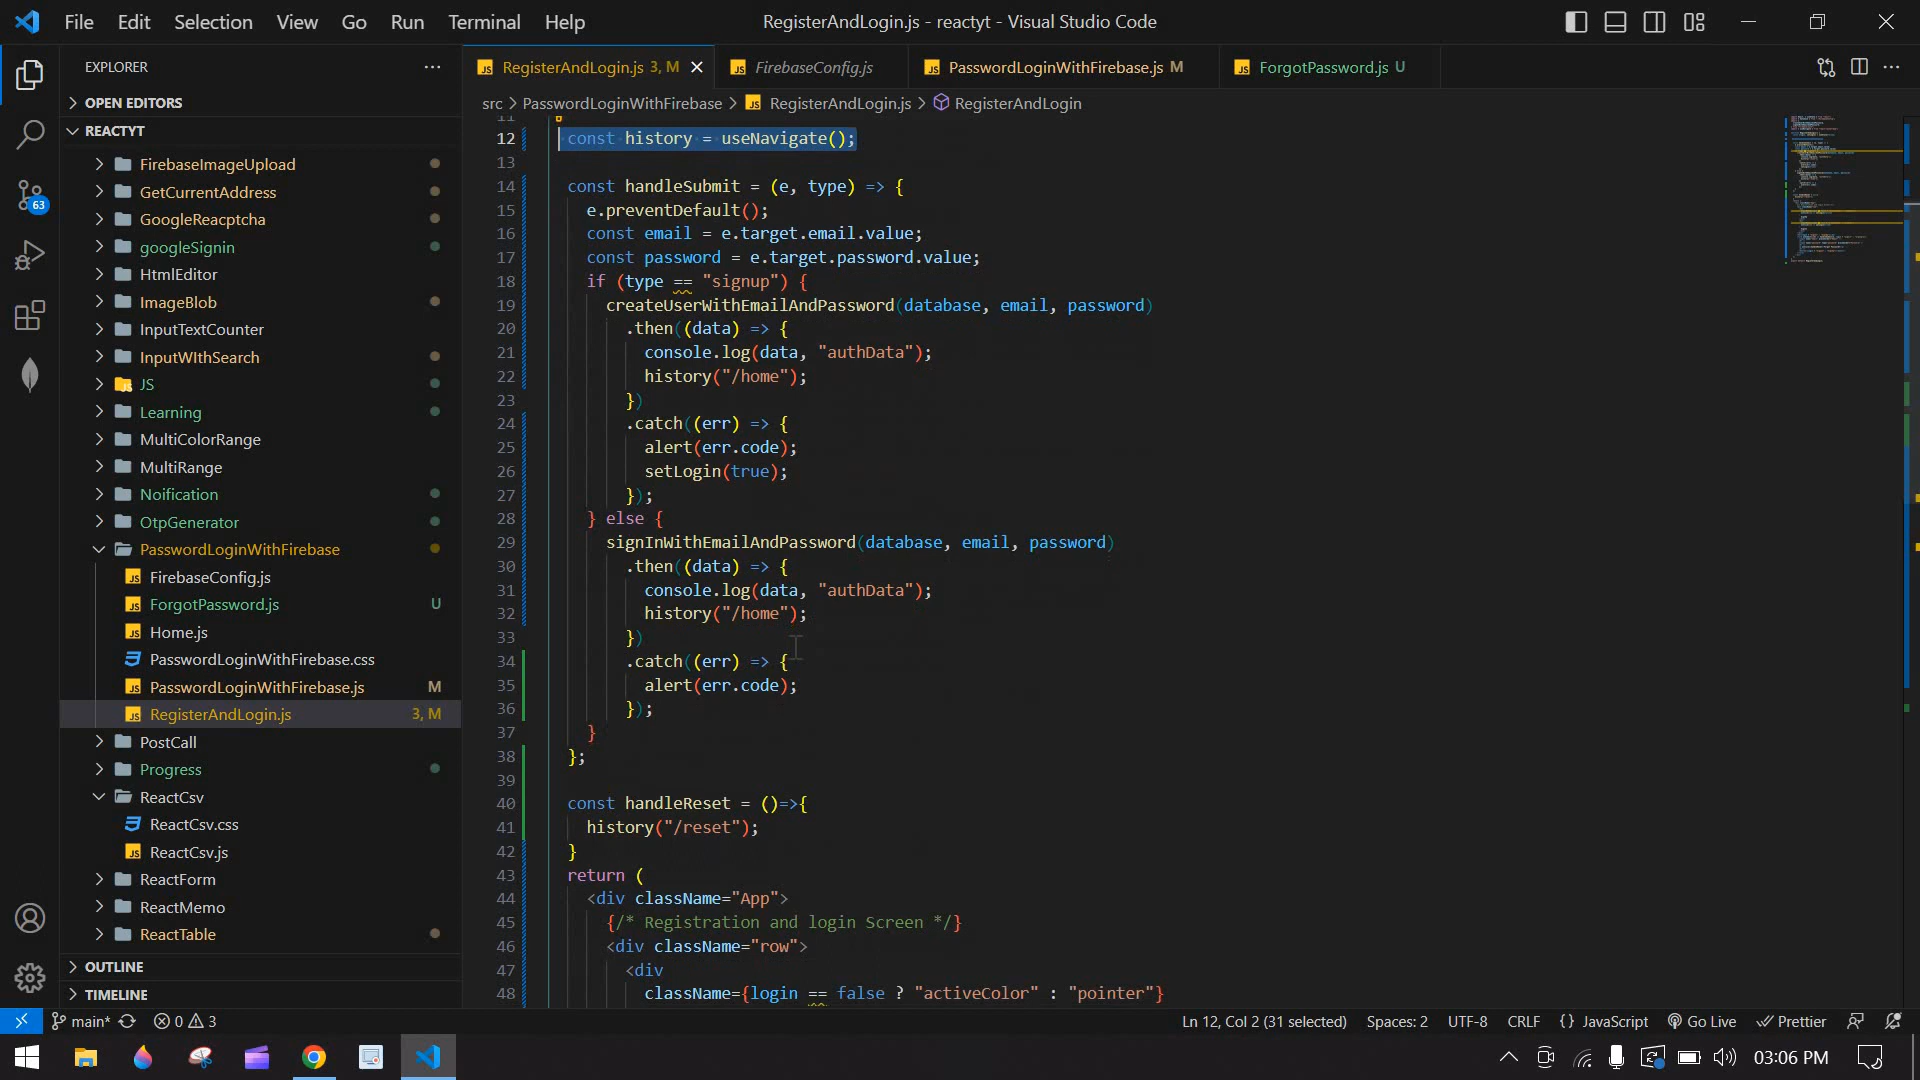 File Edit Selection View Go Run Terminal Help
RegisterAndLogin.js - reactyt - Visual Studio Code
EXPLORER
RegisterAndLogin.js 3, M
FirebaseConfig.js
PasswordLoginWithFirebase.js M
ForgotPassword.js U
src > PasswordLoginWithFirebase > RegisterAndLogin.js > RegisterAndLogin
OPEN EDITORS
REACTYT
FirebaseImageUpload
GetCurrentAddress
GoogleReacptcha
googleSignin
HtmlEditor
ImageBlob
InputTextCounter
InputWIthSearch
JS
Learning
MultiColorRange
MultiRange
Noification
OtpGenerator
PasswordLoginWithFirebase
FirebaseConfig.js
ForgotPassword.js U
Home.js
PasswordLoginWithFirebase.css
PasswordLoginWithFirebase.js M
RegisterAndLogin.js 3, M
PostCall
Progress
ReactCsv
ReactCsv.css
ReactCsv.js
ReactForm
ReactMemo
ReactTable
OUTLINE
TIMELINE
63
11
12 const history = useNavigate();
13
14 const handleSubmit = (e, type) => {
15 e.preventDefault();
16 const email = e.target.email.value;
17 const password = e.target.password.value;
18 if (type == "signup") {
19 createUserWithEmailAndPassword(database, email, password)
20 .then((data) => {
21 console.log(data, "authData");
22 history("/home");
23 })
24 .catch((err) => {
25 alert(err.code);
26 setLogin(true);
27 });
28 } else {
29 signInWithEmailAndPassword(database, email, password)
30 .then((data) => {
31 console.log(data, "authData");
32 history("/home");
33 })
34 .catch((err) => {
35 alert(err.code);
36 });
37 }
38 };
39
40 const handleReset = ()=>{
41 history("/reset");
42 }
43 return (
44 <div className="App">
45 {/* Registration and login Screen */}
46 <div className="row">
47 <div
48 className={login == false ? "activeColor" : "pointer"}
main* 0 3
Ln 12, Col 2 (31 selected) Spaces: 2 UTF-8 CRLF {} JavaScript Go Live Prettier
03:06 PM